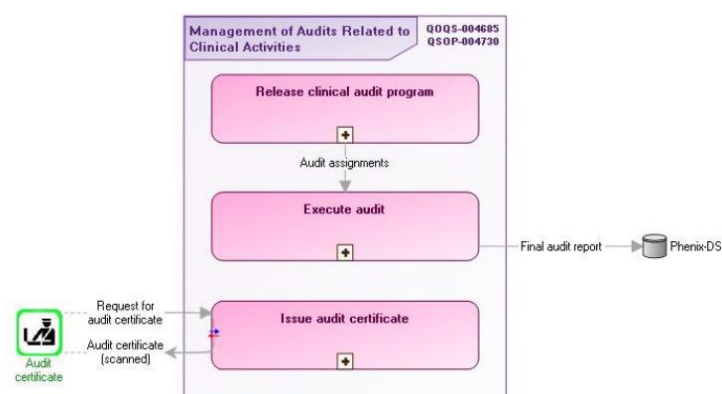 Management of Audits Related to
Clinical Activities
QOQS-004685
QSOP-004730
Release clinical audit program
Audit assignments
Execute audit
Final audit report
Phenix-DS
Request for
audit certificate
Issue audit certificate
Audit certificate
(scanned)
Audit
certificate